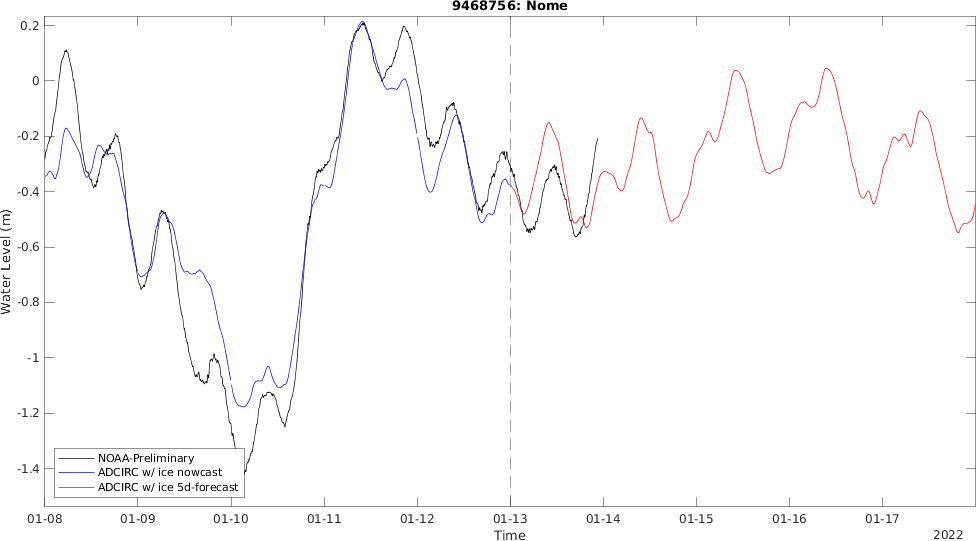 9468756: Nome
0.2
0
-0.2
-0.4
-0.6
-0.8
-1
-1.2
-1.4
Water Level (m)
NOAA-Preliminary
ADCIRC w/ ice nowcast
ADCIRC w/ ice 5d-forecast
01-08 01-09 01-10 01-11 01-12 01-13 01-14 01-15 01-16 01-17
Time
2022